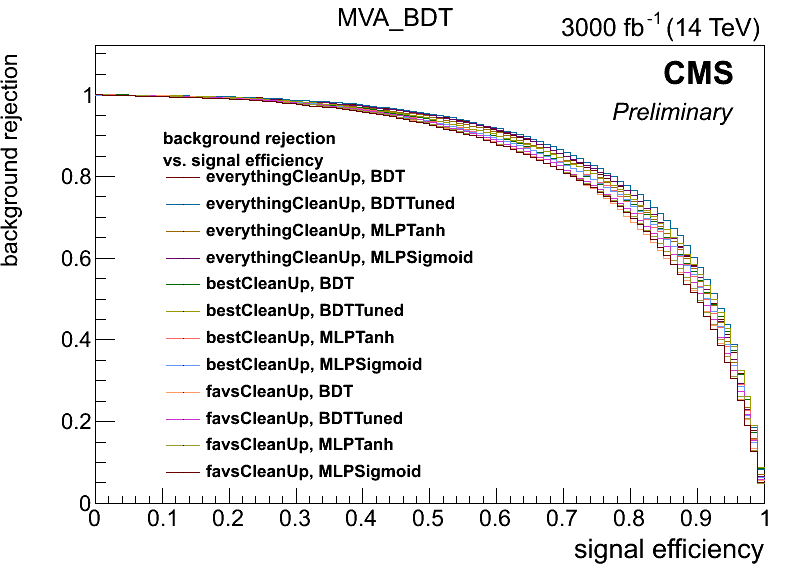 MVA_BDT
3000 fb-1 (14 TeV)
CMS
Preliminary
background rejection
1
0.8
0.6
0.4
0.2
0
background rejection
vs. signal efficiency
everythingCleanUp, BDT
everythingCleanUp, BDTTuned
everythingCleanUp, MLPTanh
everythingCleanUp, MLPSigmoid
bestCleanUp, BDT
bestCleanUp, BDTTuned
bestCleanUp, MLPTanh
bestCleanUp, MLPSigmoid
favsCleanUp, BDT
favsCleanUp, BDTTuned
favsCleanUp, MLPTanh
favsCleanUp, MLPSigmoid
0 0.1 0.2 0.3 0.4 0.5 0.6 0.7 0.8 0.9 1
signal efficiency